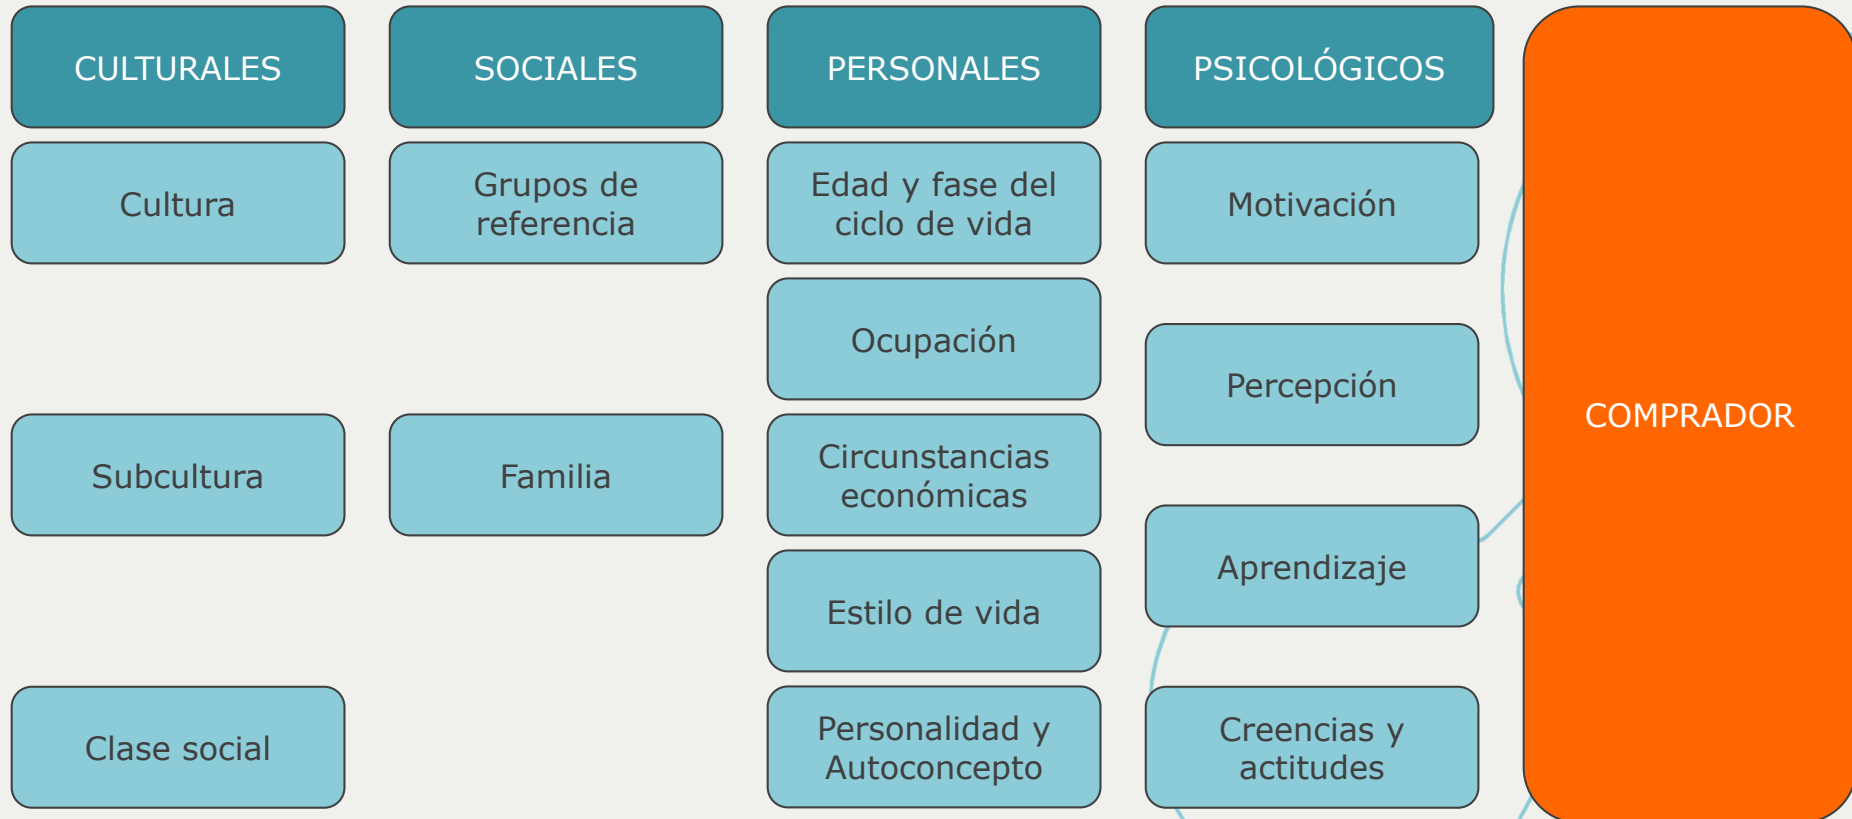 CULTURALES
SOCIALES
PERSONALES
PSICOLÓGICOS
Cultura
Grupos de
referencia
Edad y fase del
ciclo de vida
Motivación
Ocupación
Percepción
COMPRADOR
Subcultura
Familia
Circunstancias
económicas
Aprendizaje
Estilo de vida
Clase social
Personalidad y
Autoconcepto
Creencias y
actitudes